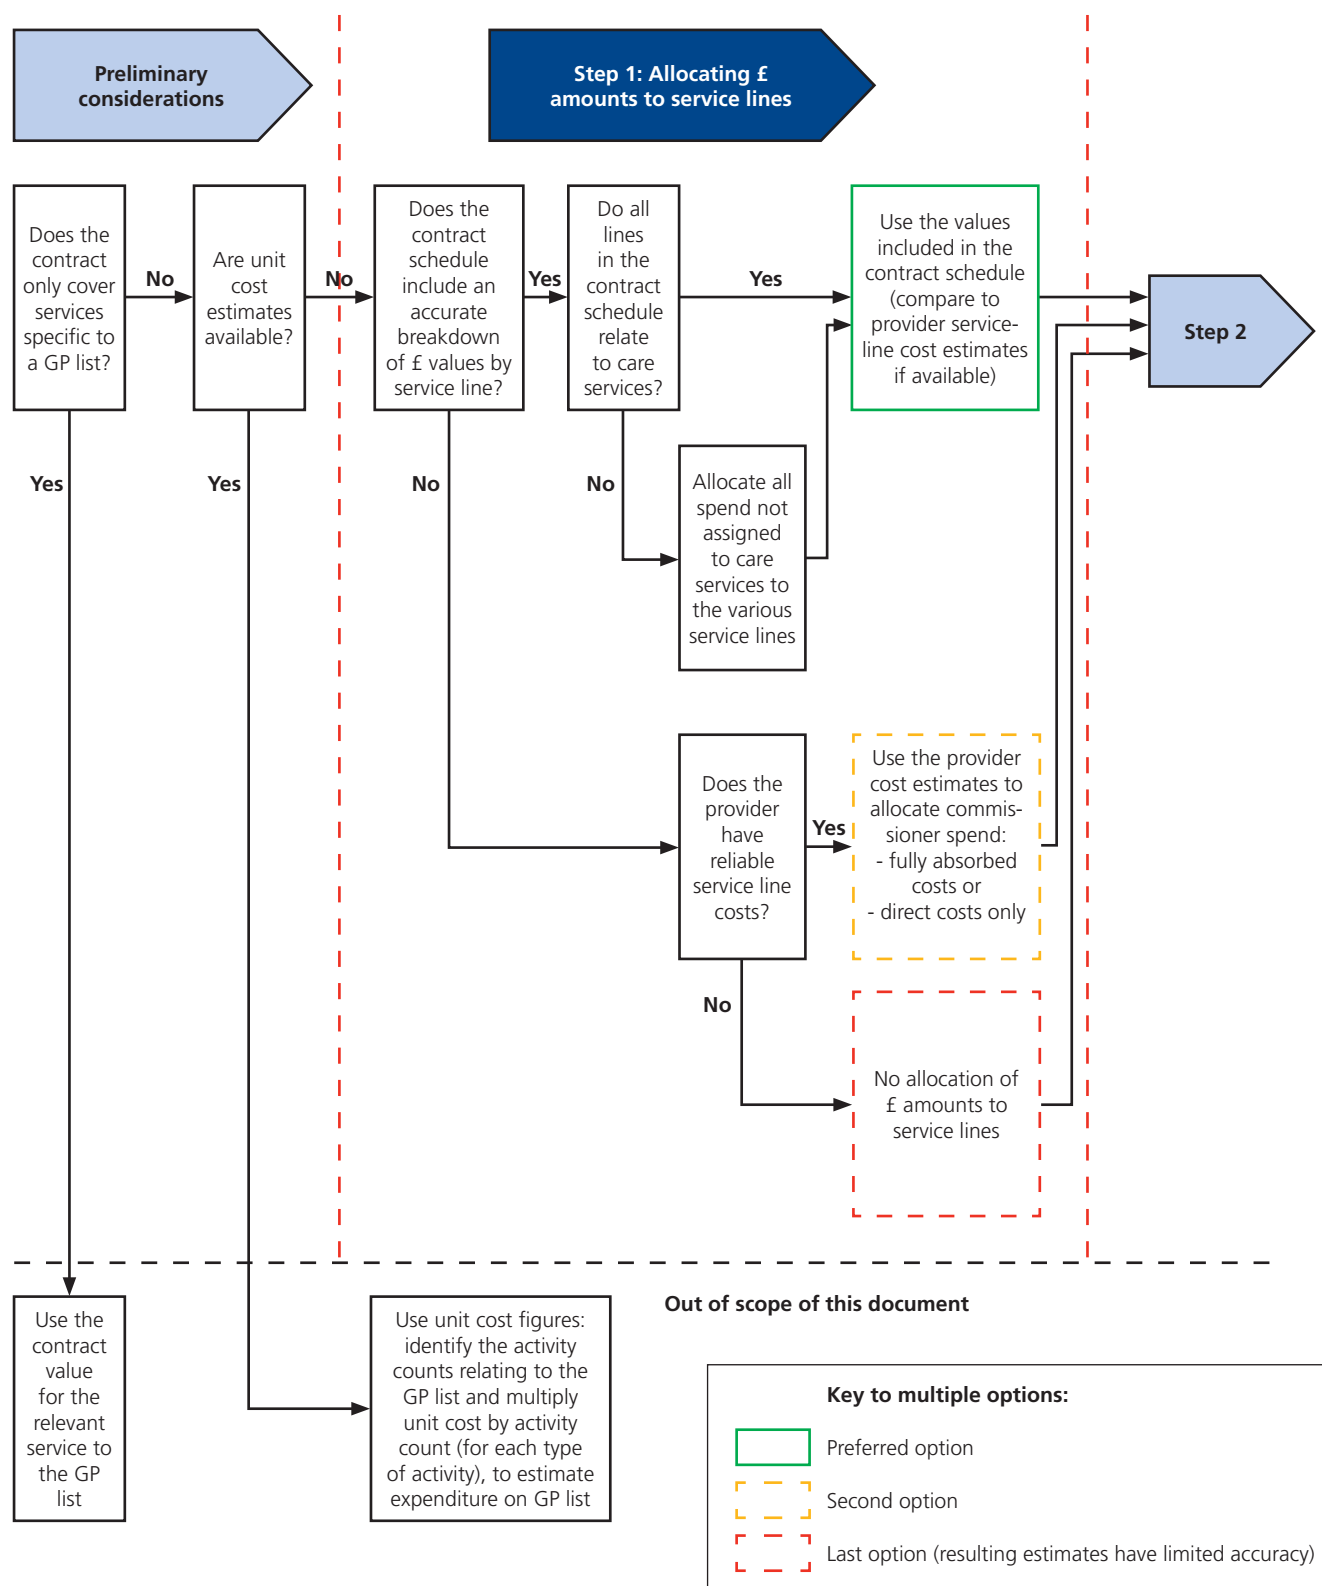 Preliminary
considerations
Step 1: Allocating £
amounts to service lines
Does the
contract
only cover
services
specific to
a GP list?
No
Are unit
cost
estimates
available?
No
Does the
contract
schedule
include an
accurate
breakdown
of £ values by
service line?
Yes
Do all
lines
in the
contract
schedule
relate
to care
services?
Yes
Use the values
included in the
contract schedule
(compare to
provider service-
line cost estimates
if available)
Step 2
Yes
Yes
No
No
Allocate all
spend not
assigned
to care
services to
the various
service lines
Does the
provider
have
reliable
service line
costs?
Yes
Use the provider
cost estimates to
allocate commis-
sioner spend:
- fully absorbed
costs or
- direct costs only
No
No allocation of
£ amounts to
service lines
Use the
contract
value
for the
relevant
service to
the GP
list
Use unit cost figures:
identify the activity
counts relating to the
GP list and multiply
unit cost by activity
count (for each type
of activity), to estimate
expenditure on GP list
Out of scope of this document
Key to multiple options:
Preferred option
Second option
Last option (resulting estimates have limited accuracy)